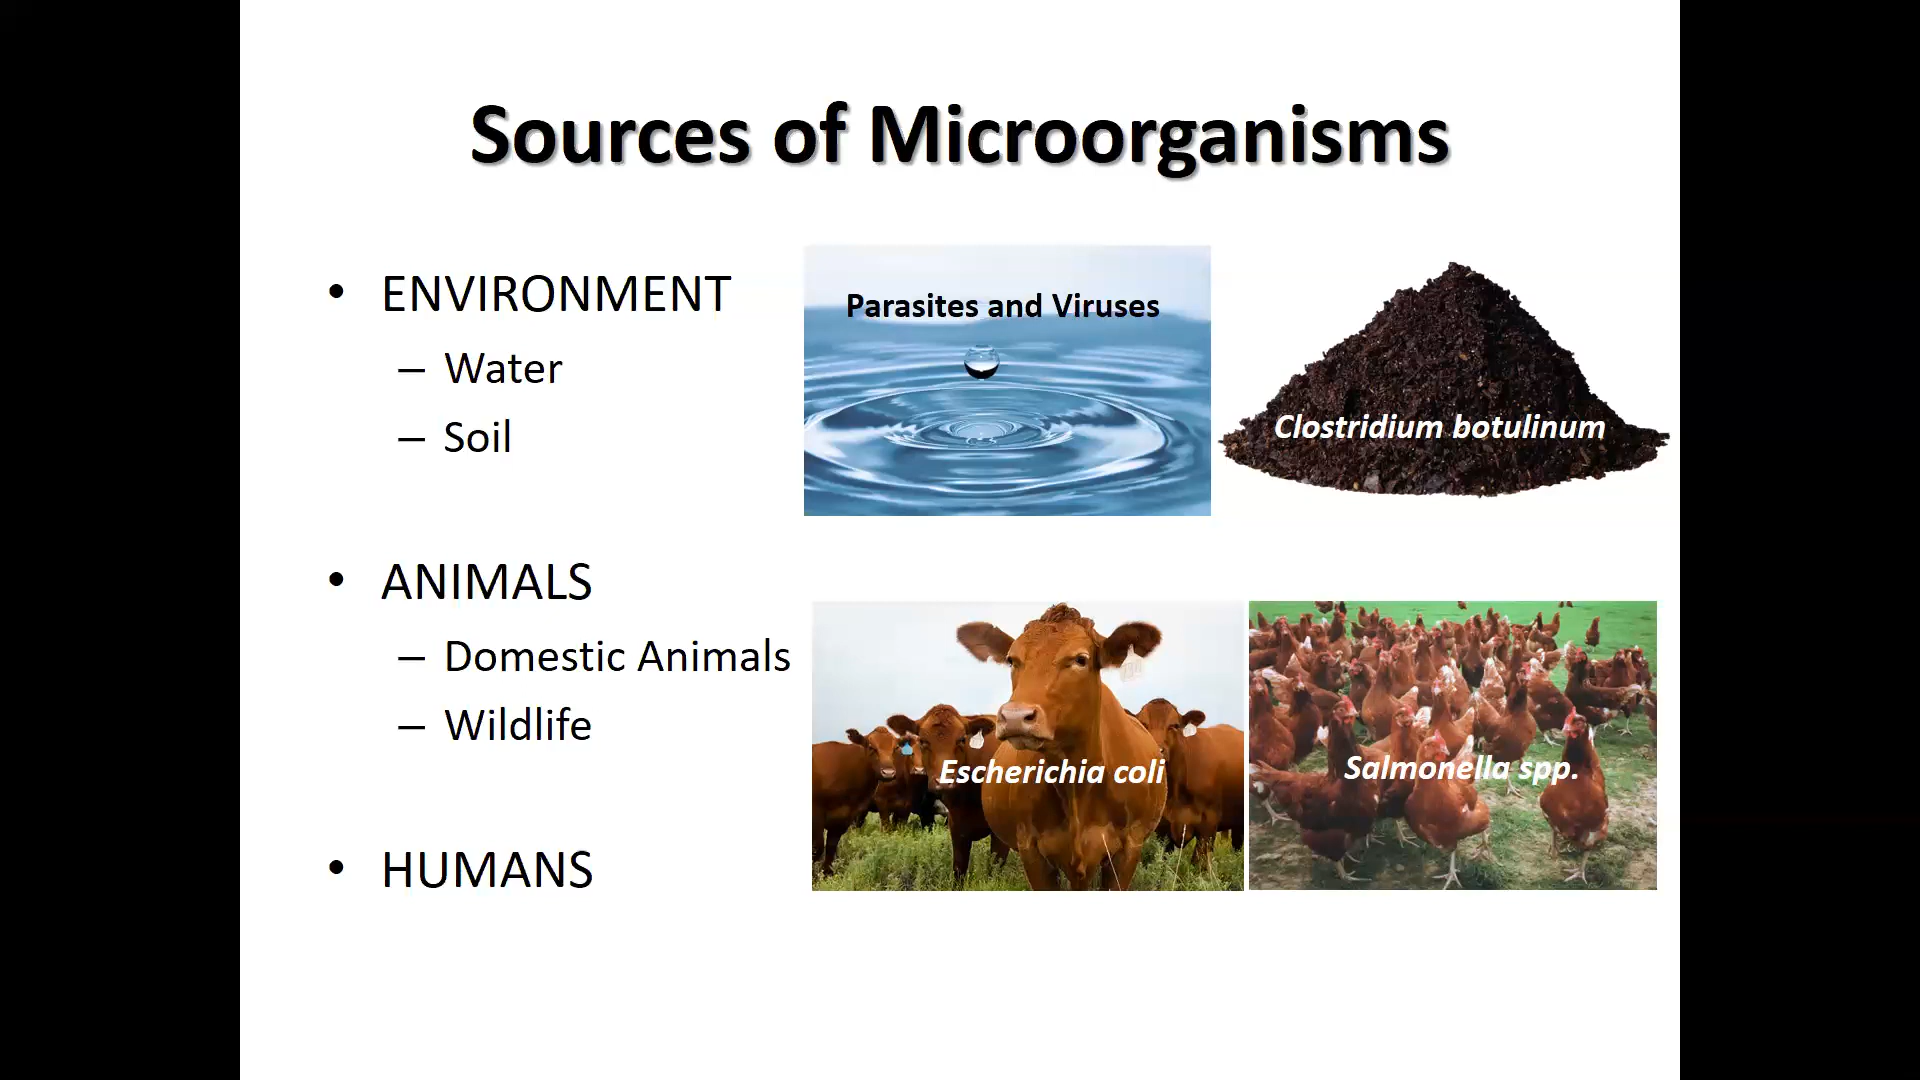 Sources of Microorganisms
• ENVIRONMENT
– Water
– Soil
Parasites and Viruses
Clostridium botulinum
• ANIMALS
– Domestic Animals
– Wildlife
Escherichia coli
Salmonella spp.
• HUMANS